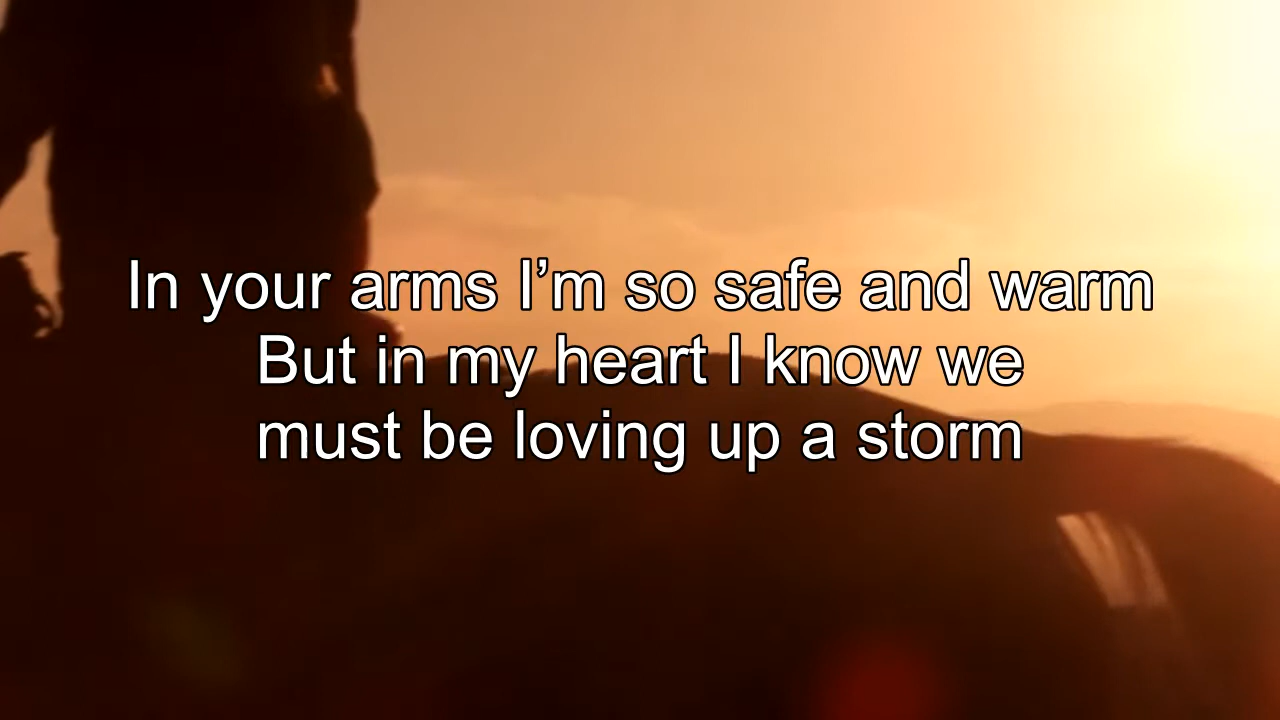 In your arms I’m so safe and warm
But in my heart I know we
must be loving up a storm